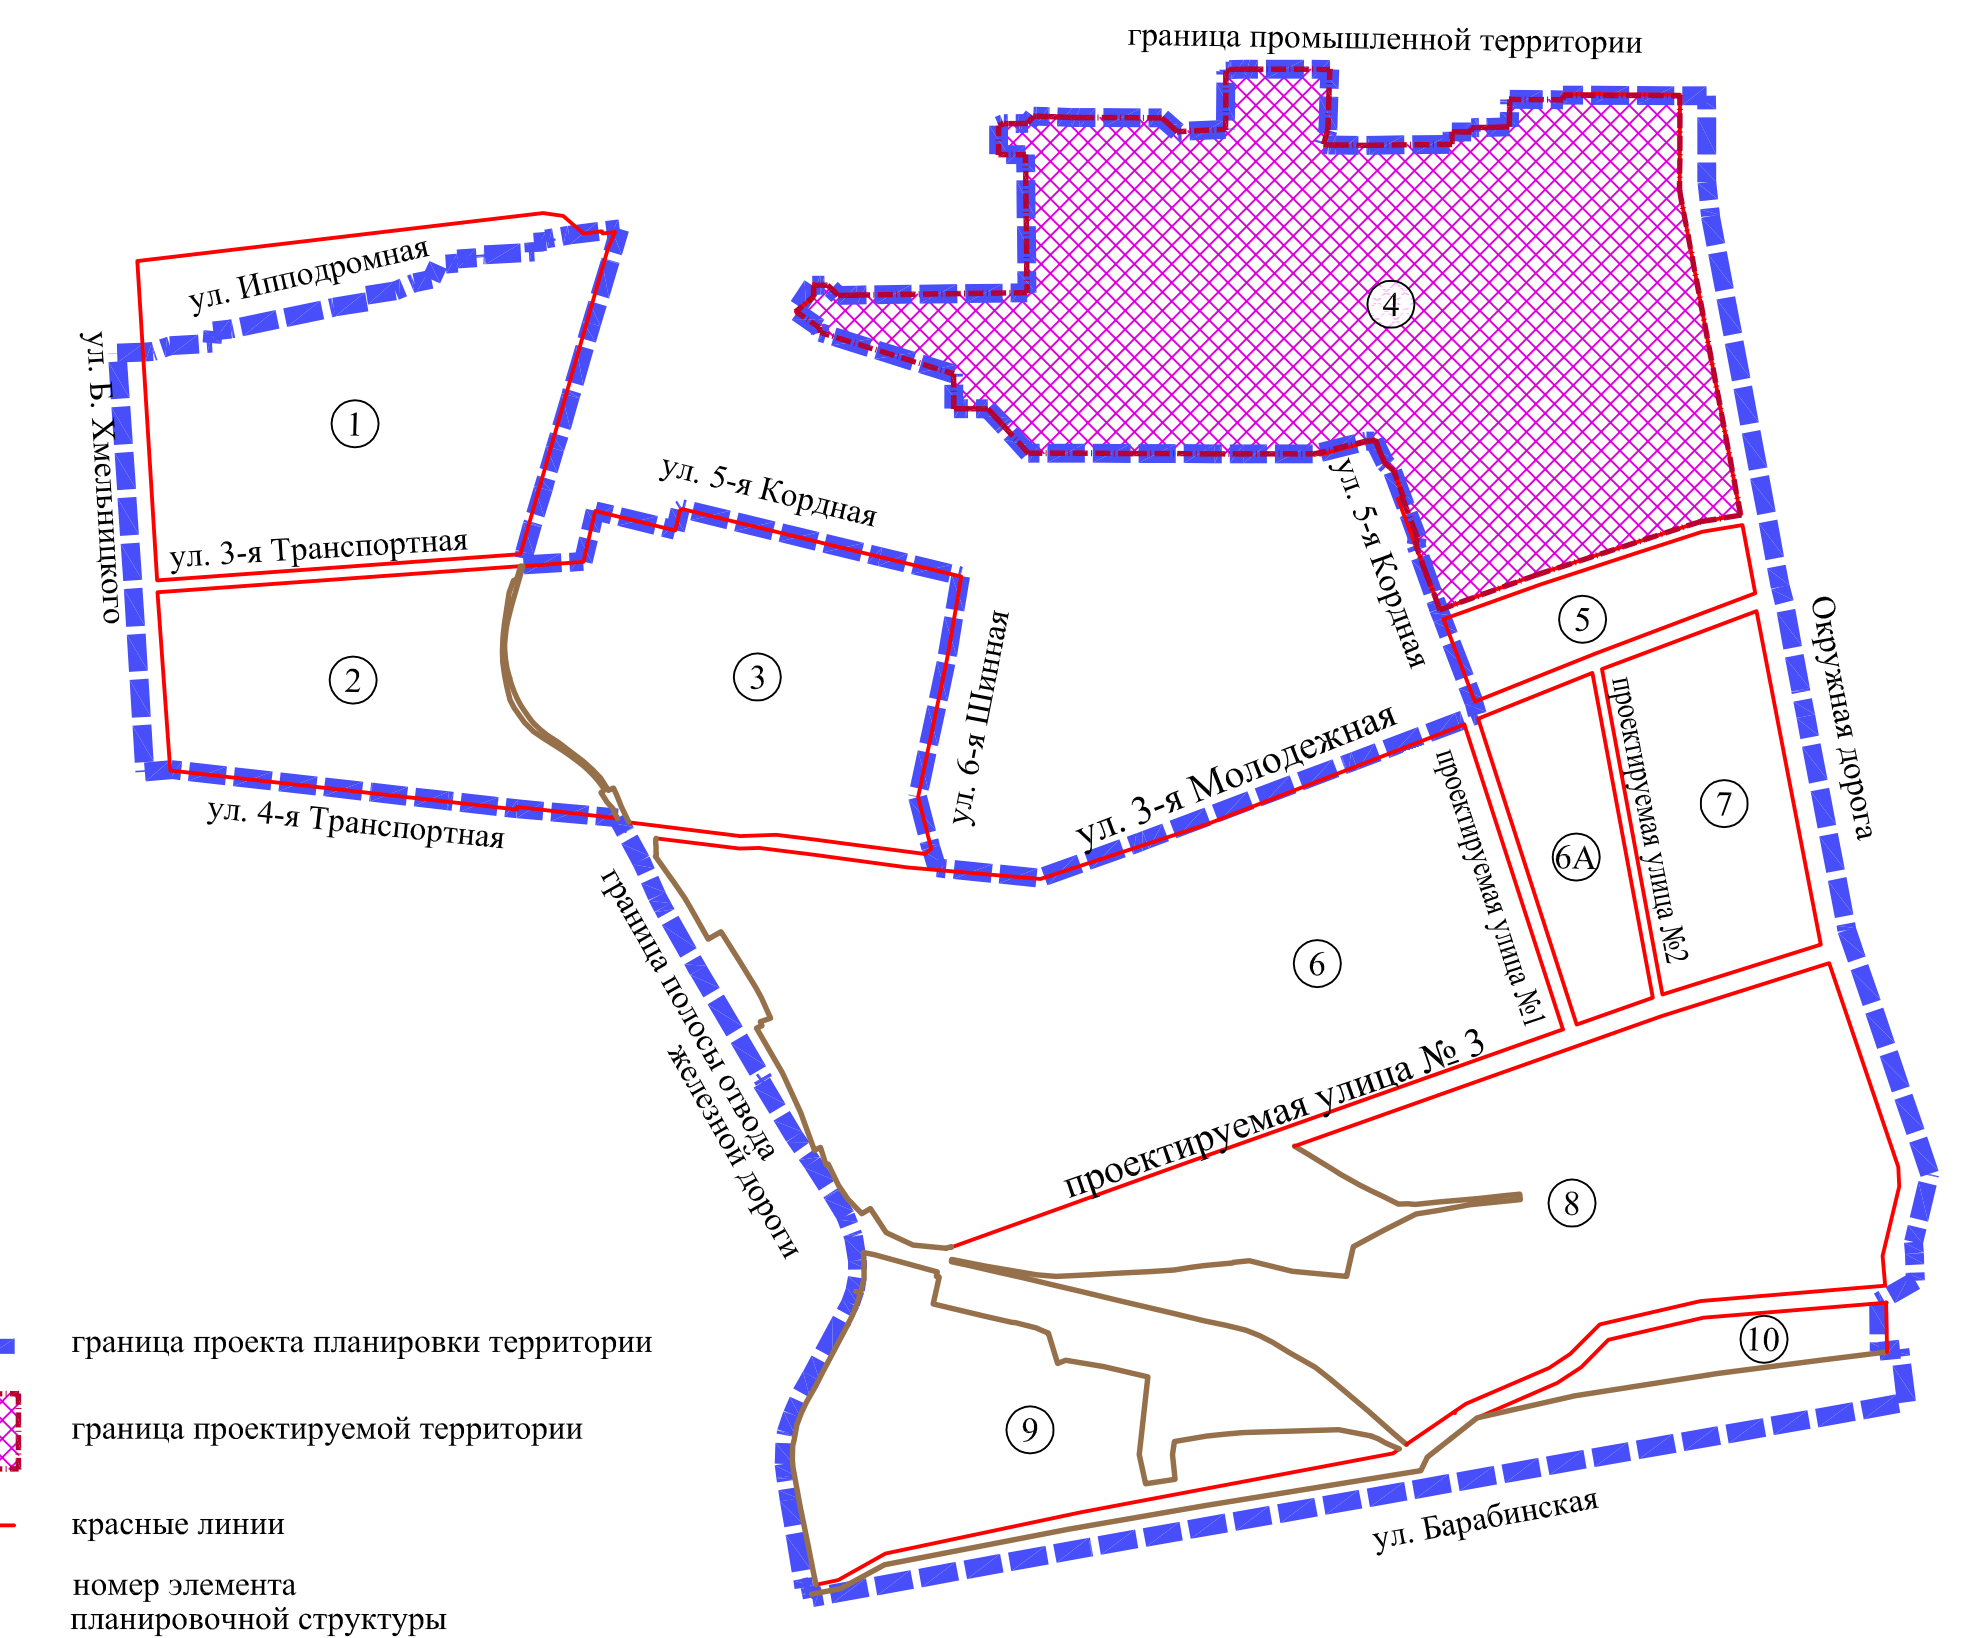 граница промышленной территории
ул. Ипподромная
4
ул. Б. Хмельницкого
1
ул. 5-я Кордная
ул. 5-я Кордная
ул. 3-я Транспортная
5
Окружная дорога
2
3
ул. 6-я Шинная
проектируемая улица №2
ул. 3-я Молодежная
проектируемая улица №1
7
ул. 4-я Транспортная
6А
граница полосы отвода
железной дороги
6
проектируемая улица № 3
8
10
граница проекта планировки территории
9
граница проектируемой территории
ул. Барабинская
красные линии
номер элемента
планировочной структуры